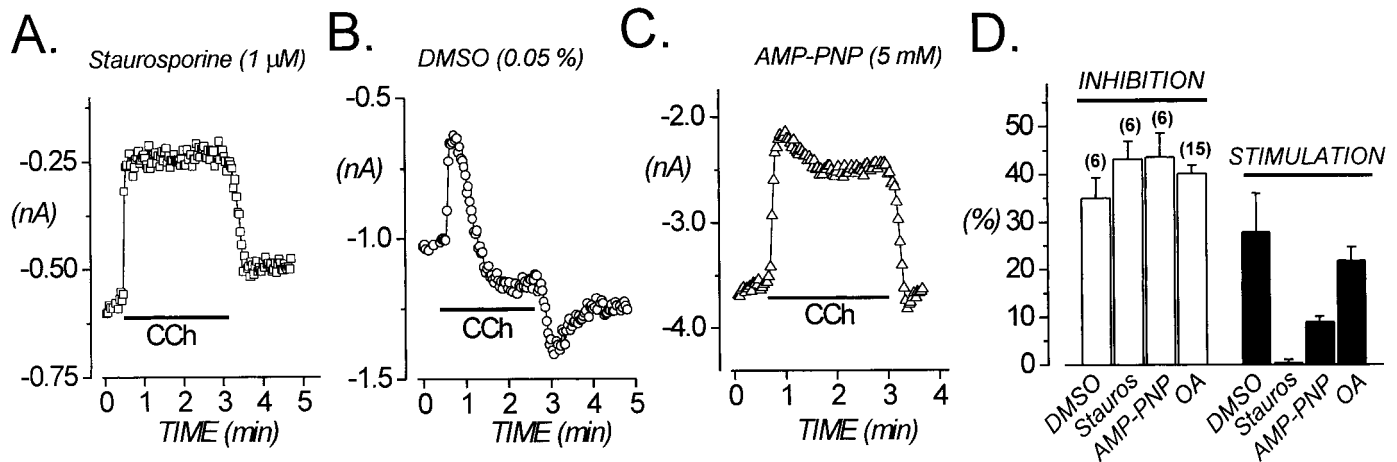 A.
Staurosporine (1 µM)
-0.25
(nA)
-0.50
-0.75
CCh
0 1 2 3 4 5
TIME (min)
B.
DMSO (0.05 %)
-0.5
(nA)
-1.0
-1.5
CCh
0 1 2 3 4 5
TIME (min)
C.
AMP-PNP (5 mM)
-2.0
(nA)
-3.0
-4.0
CCh
0 1 2 3 4
TIME (min)
D.
INHIBITION
STIMULATION
50
40
30
(%)
20
10
0
(6)
(6)
(6)
(15)
DMSO
Stauros
AMP-PNP
OA
DMSO
Stauros
AMP-PNP
OA